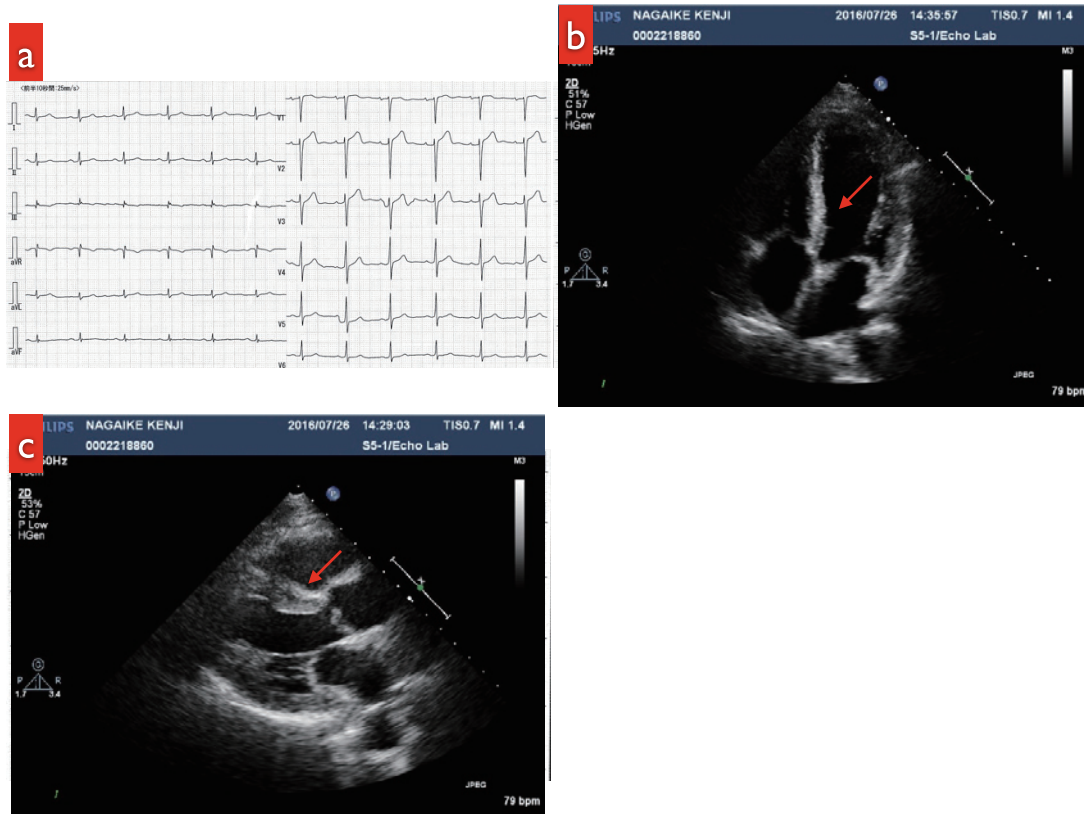 a
<前半10秒間:25mm/s>
I
V1
II
V2
III
V3
aVR
V4
aVL
V5
aVF
V6
b
LIPS NAGAIKE KENJI 2016/07/26 14:35:57 TIS0.7 MI 1.4
0002218860 S5-1/Echo Lab
5Hz M3
2D
51%
C 57
P Low
HGen
P R
1.7 3.4
JPEG
79 bpm
c
HILIPS NAGAIKE KENJI 2016/07/26 14:29:03 TIS0.7 MI 1.4
0002218860 S5-1/Echo Lab
50Hz M3
2D
53%
C 57
P Low
HGen
P R
1.7 3.4
JPEG
79 bpm